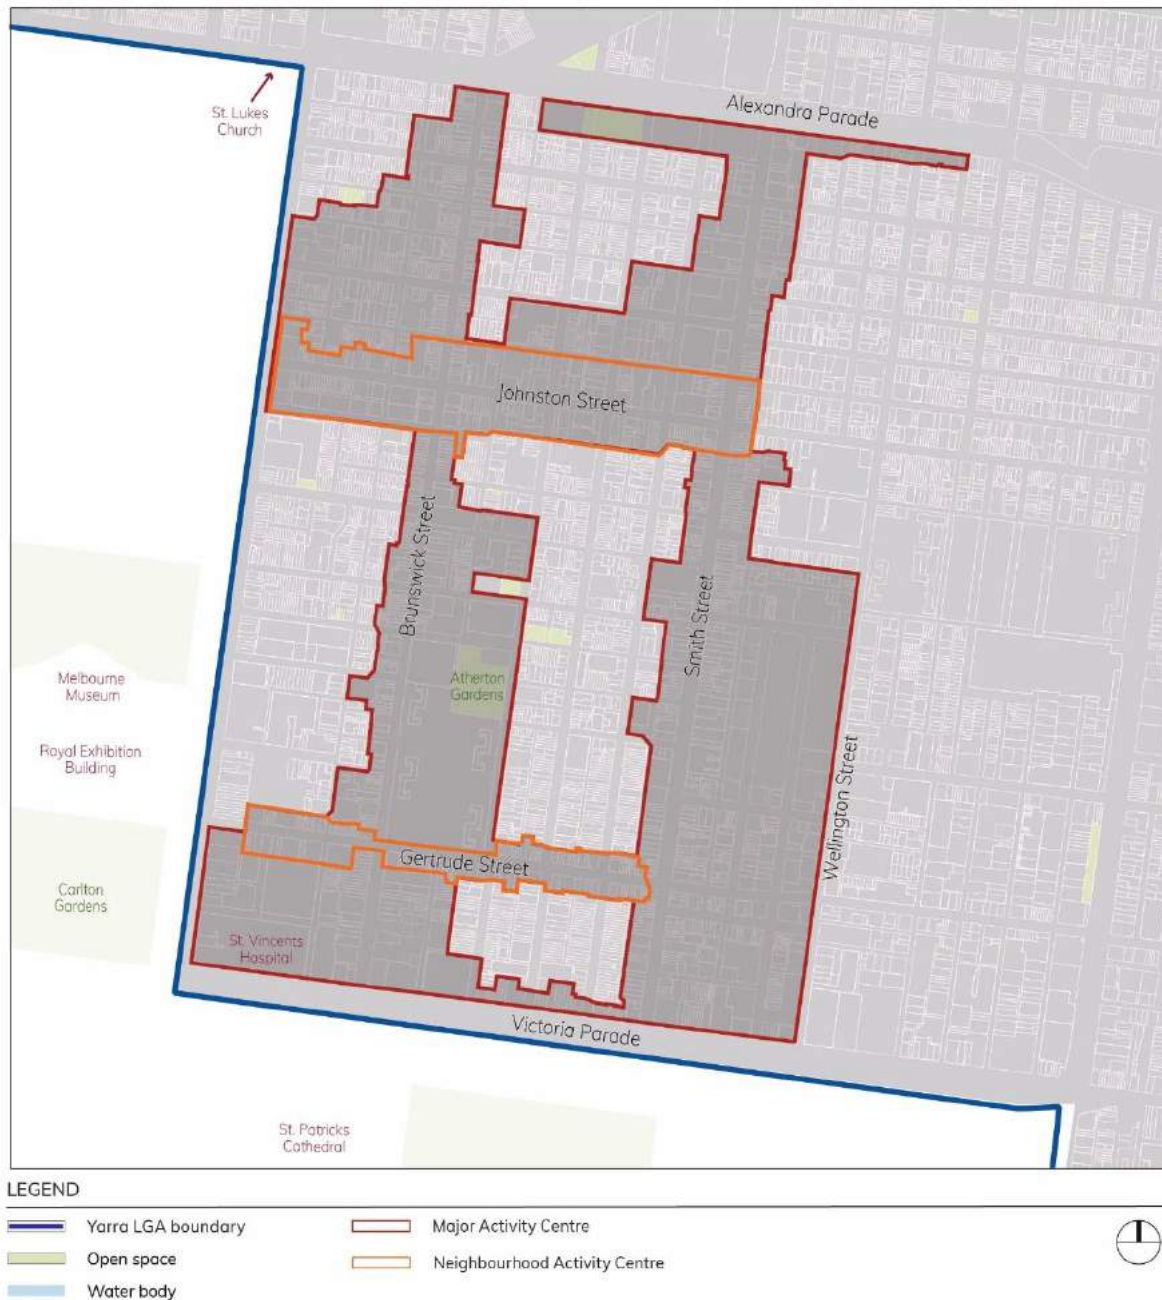 Alexandra Parade
St. Lukes
Church
Johnston Street
Brunswick Street
Smith Street
Melbourne
Museum
Atherton
Gardens
Royal Exhibition
Building
Wellington Street
Gertrude Street
Carlton
Gardens
St. Vincents
Hospital
Victoria Parade
St. Patricks
Cathedral
LEGEND
Yarra LGA boundary
Major Activity Centre
Open space
Neighbourhood Activity Centre
Water body